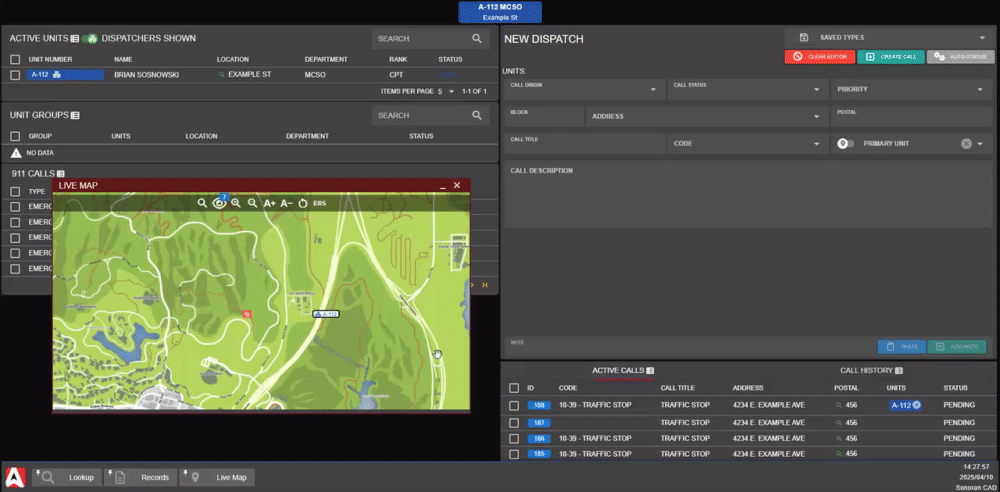 A-112 MCSO
Example St
ACTIVE UNITS DISPATCHERS SHOWN SEARCH
UNIT NUMBER NAME LOCATION DEPARTMENT RANK STATUS
A-112 BRIAN SOSNOWSKI EXAMPLE ST MCSO CPT
ITEMS PER PAGE 5 1-1 OF 1
UNIT GROUPS SEARCH
GROUP UNITS LOCATION DEPARTMENT STATUS
NO DATA
911 CALLS
TYPE
EMERG
EMERG
EMERG
EMERG
LIVE MAP
7
A+ A− ERS
A-112
NEW DISPATCH SAVED TYPES
CLEAR EDITOR CREATE CALL AUTO-STATUS
UNITS:
CALL ORIGIN CALL STATUS PRIORITY
BLOCK ADDRESS POSTAL
CALL TITLE CODE PRIMARY UNIT
CALL DESCRIPTION
NOTE PASTE ADD NOTE
ACTIVE CALLS CALL HISTORY
ID CODE CALL TITLE ADDRESS POSTAL UNITS STATUS
188 10-39 - TRAFFIC STOP TRAFFIC STOP 4234 E. EXAMPLE AVE 456 A-112 PENDING
187 TRAFFIC STOP 4234 E. EXAMPLE AVE 456 PENDING
186 10-39 - TRAFFIC STOP TRAFFIC STOP 4234 E. EXAMPLE AVE 456 PENDING
185 10-39 - TRAFFIC STOP TRAFFIC STOP 4234 E. EXAMPLE AVE 456 PENDING
Lookup Records Live Map
14:27:57
2025/04/10
Sonoran CAD